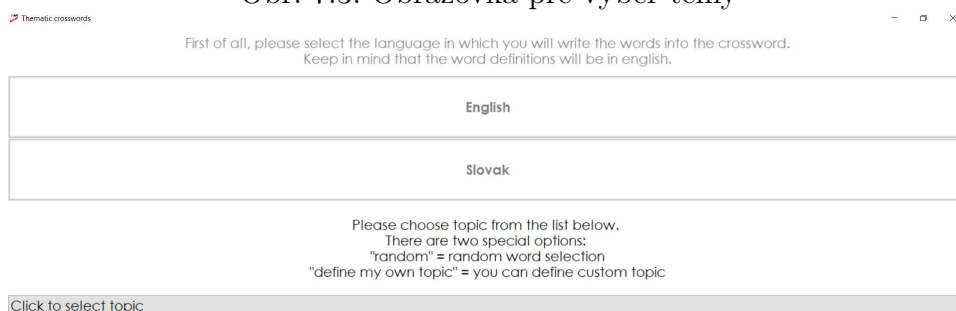 Obr. 4.3: Obrazovka pre výber témy
Thematic crosswords
First of all, please select the language in which you will write the words into the crossword.
Keep in mind that the word definitions will be in english.
English
Slovak
Please choose topic from the list below.
There are two special options:
"random" = random word selection
"define my own topic" = you can define custom topic
Click to select topic